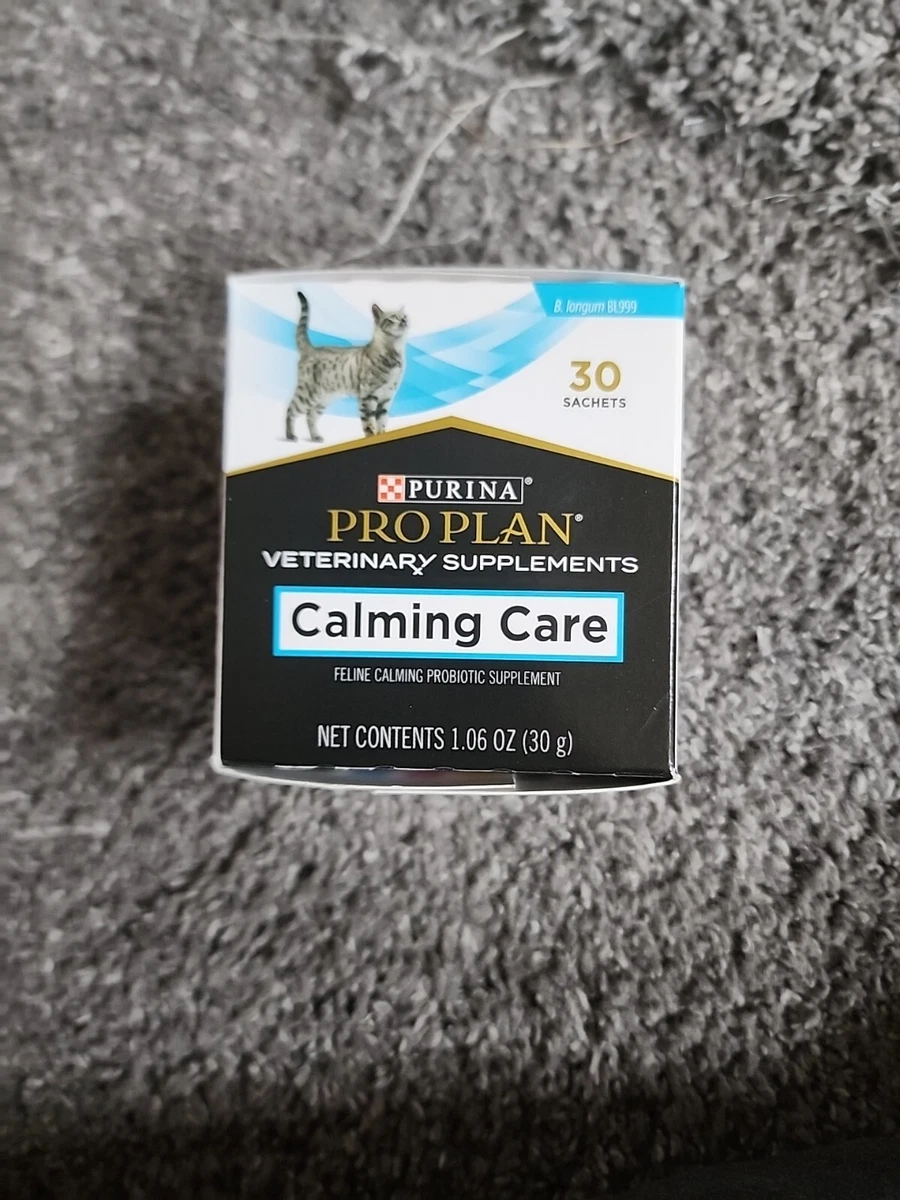 B. longum BL999
30
SACHETS
PURINA®
PRO PLAN®
VETERINARY SUPPLEMENTS
Calming Care
FELINE CALMING PROBIOTIC SUPPLEMENT
NET CONTENTS 1.06 OZ (30 g)